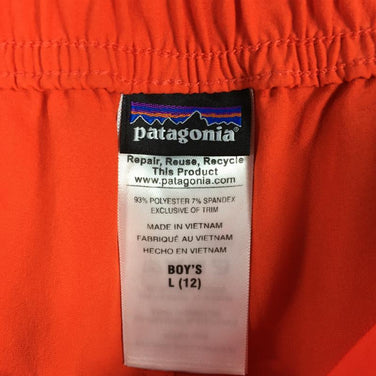 patagonia
Repair, Reuse, Recycle
This Product
www.patagonia.com
93% POLYESTER 7% SPANDEX
EXCLUSIVE OF TRIM
MADE IN VIETNAM
FABRIQUÉ AU VIETNAM
HECHO EN VIETNAM
BOY'S
L (12)